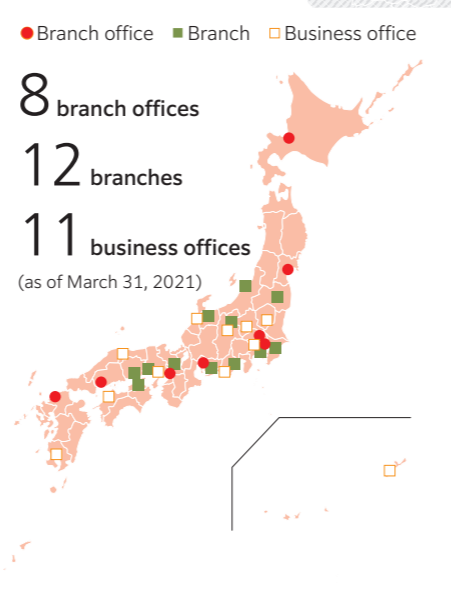 Branch office Branch Business office
8 branch offices
12 branches
11 business offices
(as of March 31, 2021)